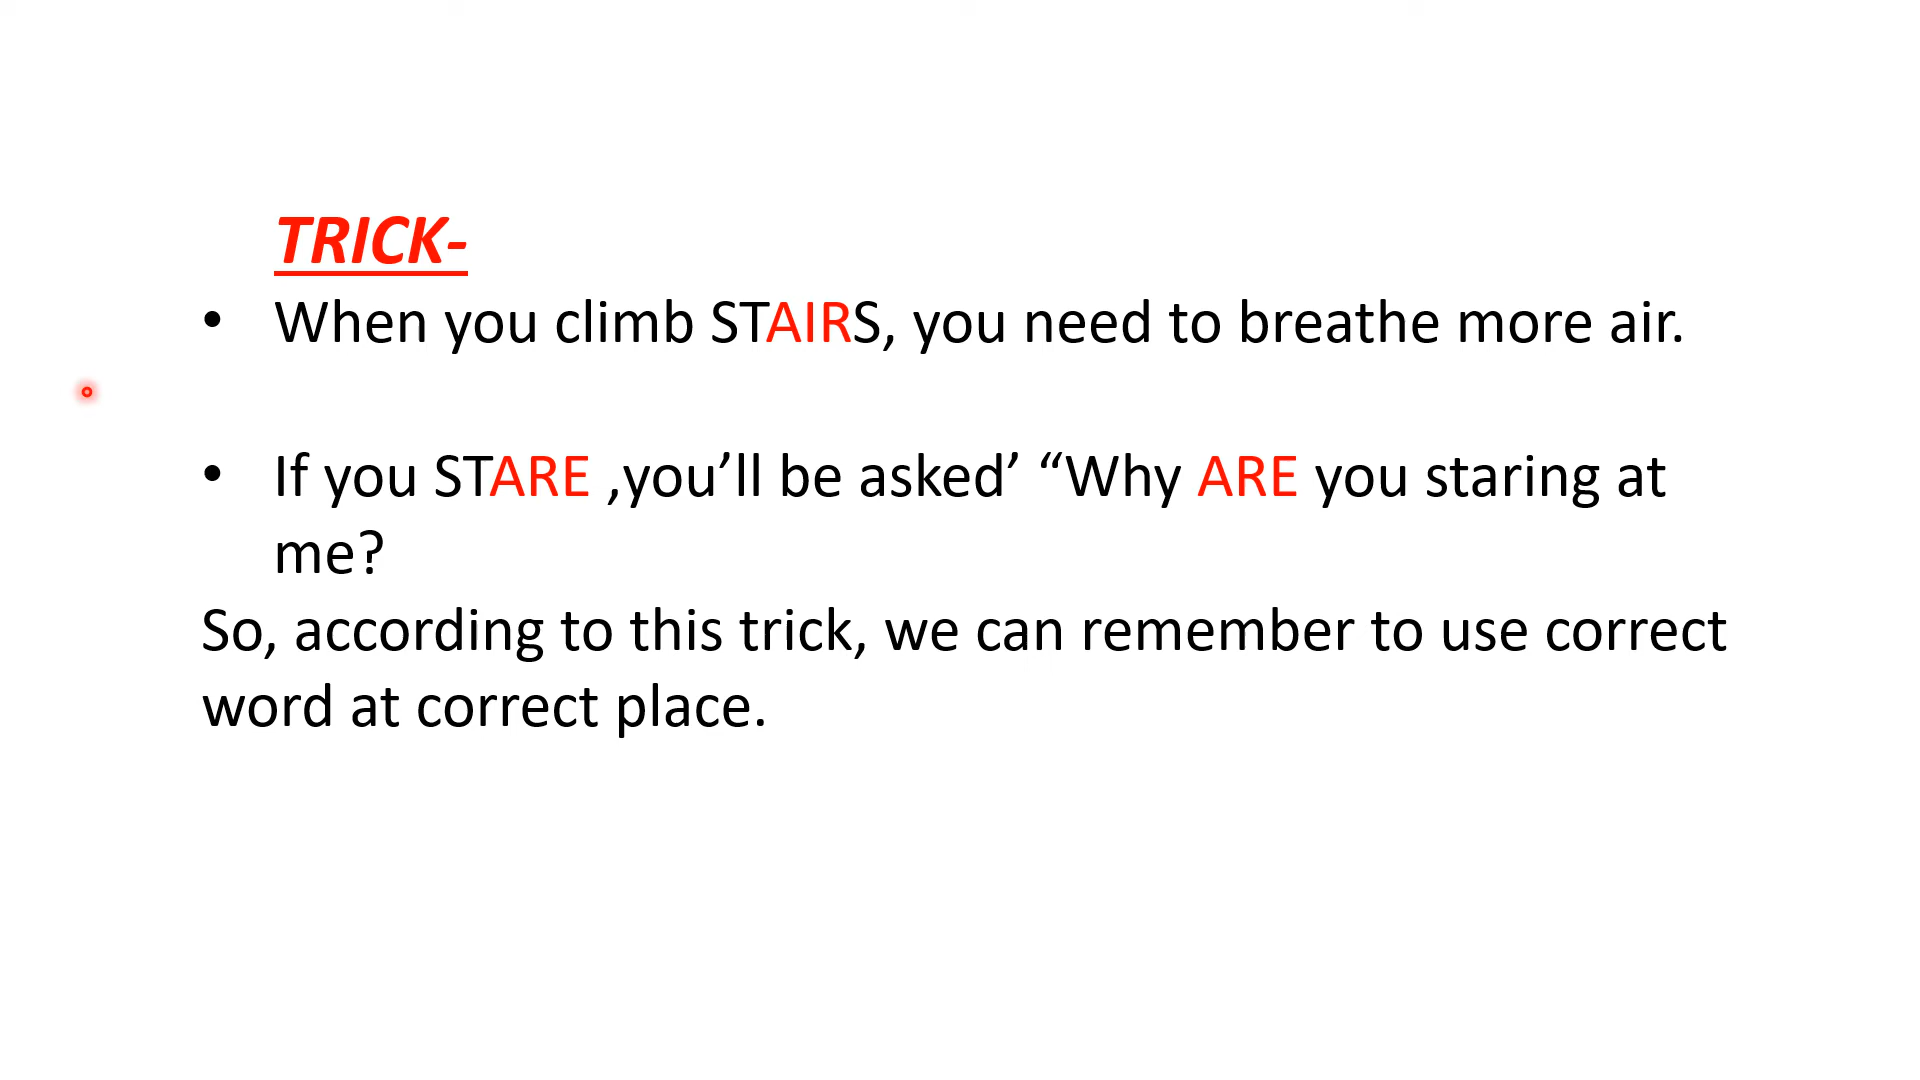 TRICK-
• When you climb STAIRS, you need to breathe more air.
• If you STARE ,you’ll be asked’ “Why ARE you staring at
me?
So, according to this trick, we can remember to use correct
word at correct place.